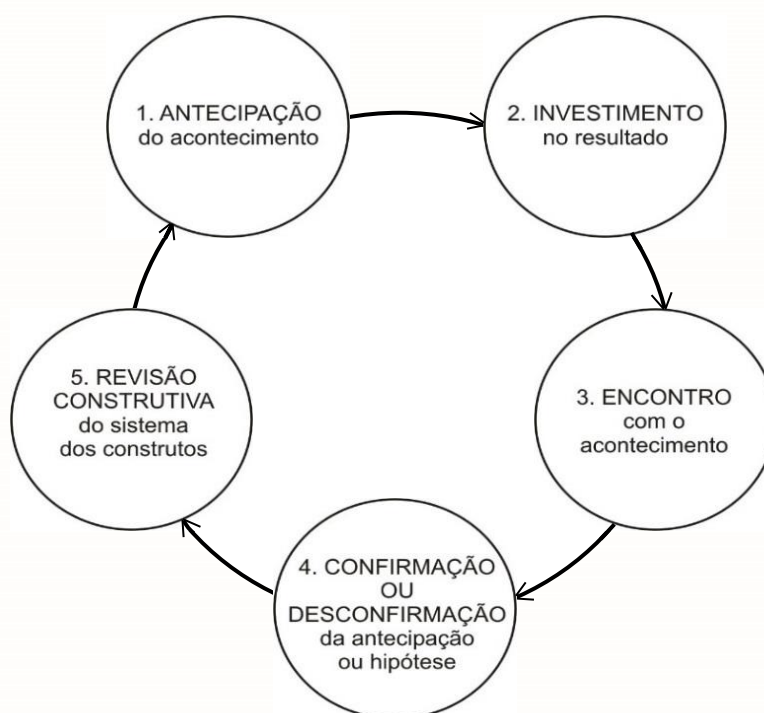 1. ANTECIPAÇÃO
do acontecimento
2. INVESTIMENTO
no resultado
3. ENCONTRO
com o
acontecimento
4. CONFIRMAÇÃO
OU
DESCONFIRMAÇÃO
da antecipação
ou hipótese
5. REVISÃO
CONSTRUTIVA
do sistema
dos construtos